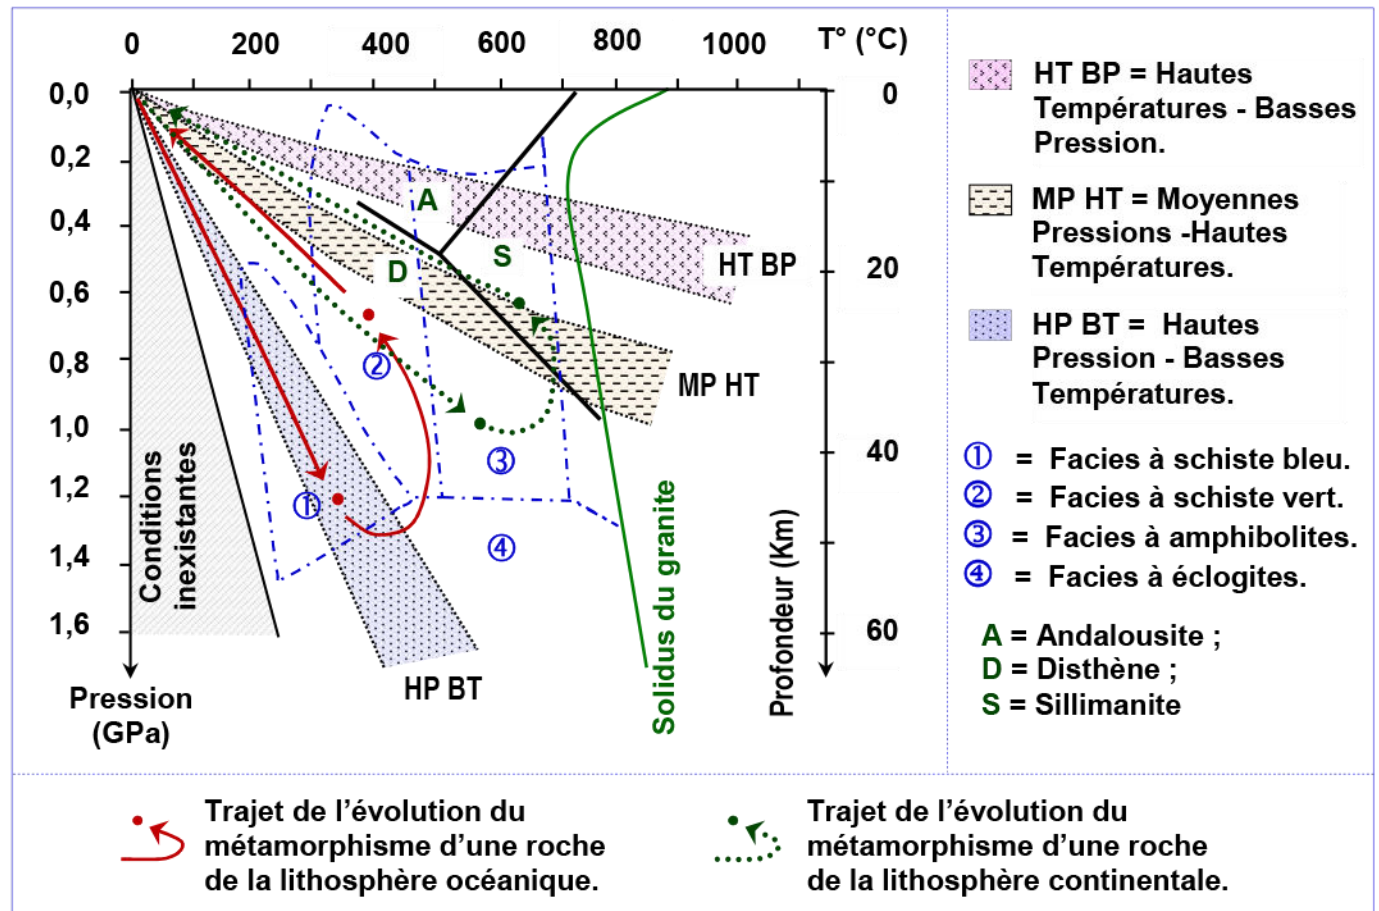 0 200 400 600 800 1000 T° (°C)
0,0
0,2
0,4
0,6
0,8
1,0
1,2
1,4
1,6
Pression
(GPa)
0
20
40
60
Profondeur (Km)
Conditions
inexistantes
A
S
D
HT BP
MP HT
HP BT
①
②
③
④
Solidus du granite
HT BP = Hautes
Températures - Basses
Pression.
MP HT = Moyennes
Pressions -Hautes
Températures.
HP BT = Hautes
Pression - Basses
Températures.
① = Facies à schiste bleu.
② = Facies à schiste vert.
③ = Facies à amphibolites.
④ = Facies à éclogites.
A = Andalousite ;
D = Disthène ;
S = Sillimanite
Trajet de l’évolution du
métamorphisme d’une roche
de la lithosphère océanique.
Trajet de l’évolution du
métamorphisme d’une roche
de la lithosphère continentale.